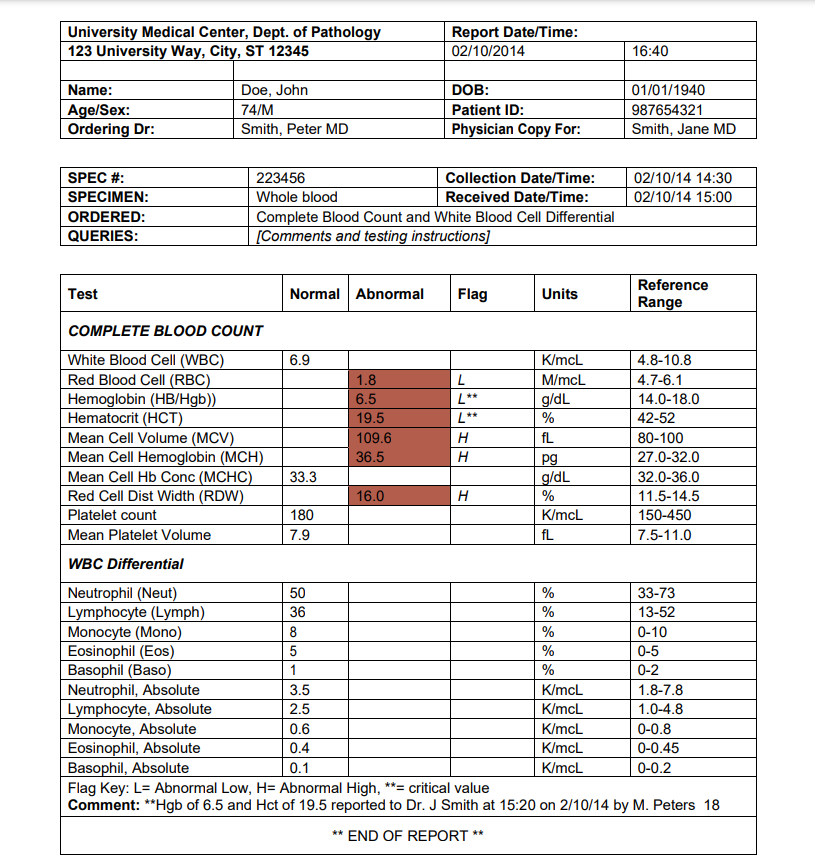 University Medical Center, Dept. of Pathology Report Date/Time:
123 University Way, City, ST 12345 02/10/2014 16:40
Name: Doe, John DOB: 01/01/1940
Age/Sex: 74/M Patient ID: 987654321
Ordering Dr: Smith, Peter MD Physician Copy For: Smith, Jane MD
SPEC #: 223456 Collection Date/Time: 02/10/14 14:30
SPECIMEN: Whole blood Received Date/Time: 02/10/14 15:00
ORDERED: Complete Blood Count and White Blood Cell Differential
QUERIES: [Comments and testing instructions]
Test Normal Abnormal Flag Units Reference Range
COMPLETE BLOOD COUNT
White Blood Cell (WBC) 6.9 K/mcL 4.8-10.8
Red Blood Cell (RBC) 1.8 L M/mcL 4.7-6.1
Hemoglobin (HB/Hgb)) 6.5 L** g/dL 14.0-18.0
Hematocrit (HCT) 19.5 L** % 42-52
Mean Cell Volume (MCV) 109.6 H fL 80-100
Mean Cell Hemoglobin (MCH) 36.5 H pg 27.0-32.0
Mean Cell Hb Conc (MCHC) 33.3 g/dL 32.0-36.0
Red Cell Dist Width (RDW) 16.0 H % 11.5-14.5
Platelet count 180 K/mcL 150-450
Mean Platelet Volume 7.9 fL 7.5-11.0
WBC Differential
Neutrophil (Neut) 50 % 33-73
Lymphocyte (Lymph) 36 % 13-52
Monocyte (Mono) 8 % 0-10
Eosinophil (Eos) 5 % 0-5
Basophil (Baso) 1 % 0-2
Neutrophil, Absolute 3.5 K/mcL 1.8-7.8
Lymphocyte, Absolute 2.5 K/mcL 1.0-4.8
Monocyte, Absolute 0.6 K/mcL 0-0.8
Eosinophil, Absolute 0.4 K/mcL 0-0.45
Basophil, Absolute 0.1 K/mcL 0-0.2
Flag Key: L= Abnormal Low, H= Abnormal High, **= critical value
Comment: **Hgb of 6.5 and Hct of 19.5 reported to Dr. J Smith at 15:20 on 2/10/14 by M. Peters 18
** END OF REPORT **